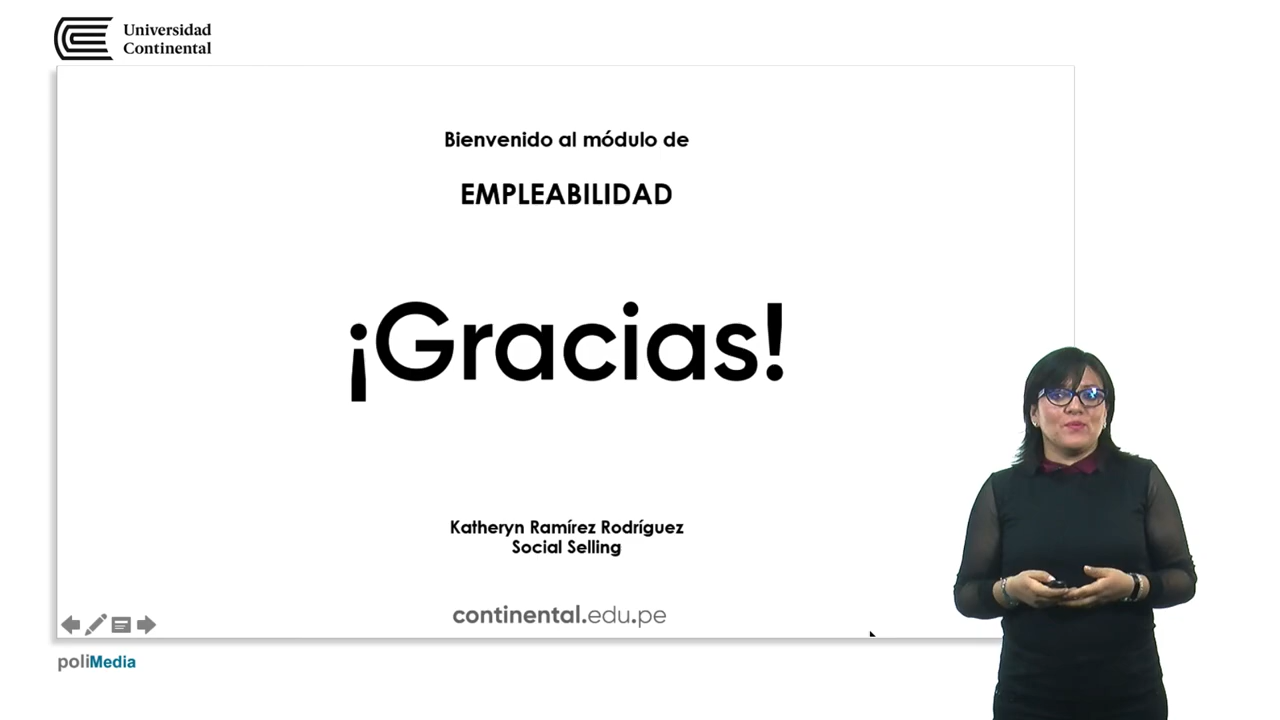 Universidad
Continental
Bienvenido al módulo de
EMPLEABILIDAD
¡Gracias!
Katheryn Ramírez Rodríguez
Social Selling
continental.edu.pe
poliMedia